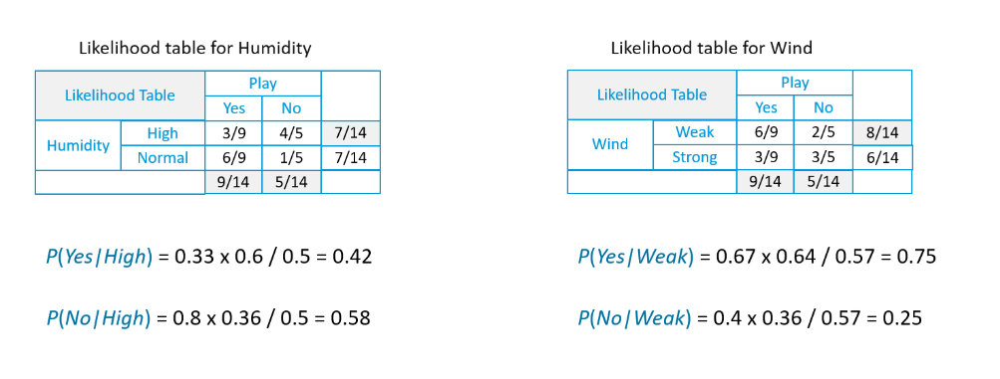 Likelihood table for Humidity
Likelihood Table
Play
Yes No
Humidity
High 3/9 4/5 7/14
Normal 6/9 1/5 7/14
9/14 5/14
P(Yes|High) = 0.33 x 0.6 / 0.5 = 0.42
P(No|High) = 0.8 x 0.36 / 0.5 = 0.58
Likelihood table for Wind
Likelihood Table
Play
Yes No
Wind
Weak 6/9 2/5 8/14
Strong 3/9 3/5 6/14
9/14 5/14
P(Yes|Weak) = 0.67 x 0.64 / 0.57 = 0.75
P(No|Weak) = 0.4 x 0.36 / 0.57 = 0.25